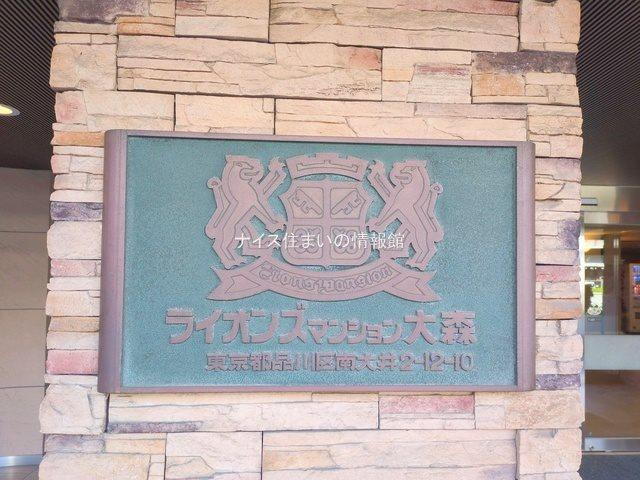 ナイス住まいの情報館
Lions Mansion
ライオンズマンション大森
東京都品川区南大井2-12-10